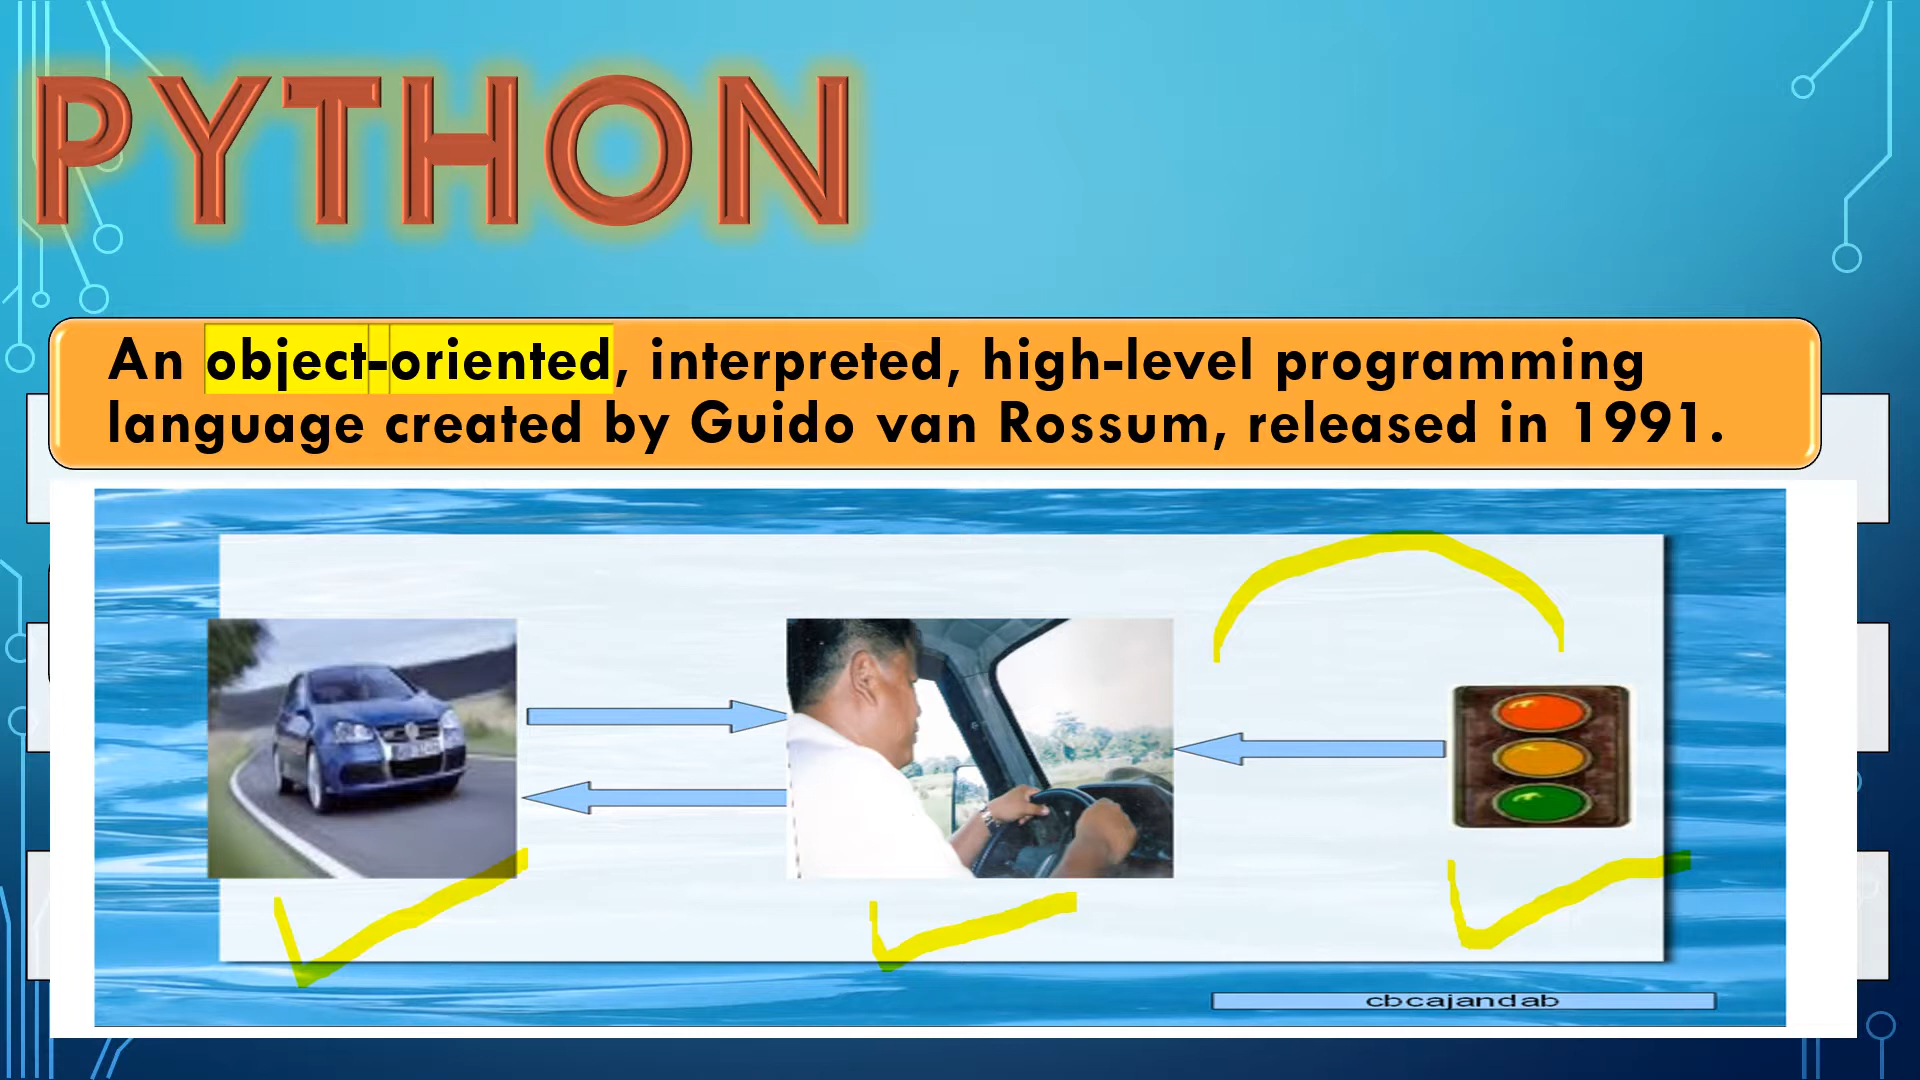 PYTHON
An object-oriented, interpreted, high-level programming
language created by Guido van Rossum, released in 1991.
cbcajandab